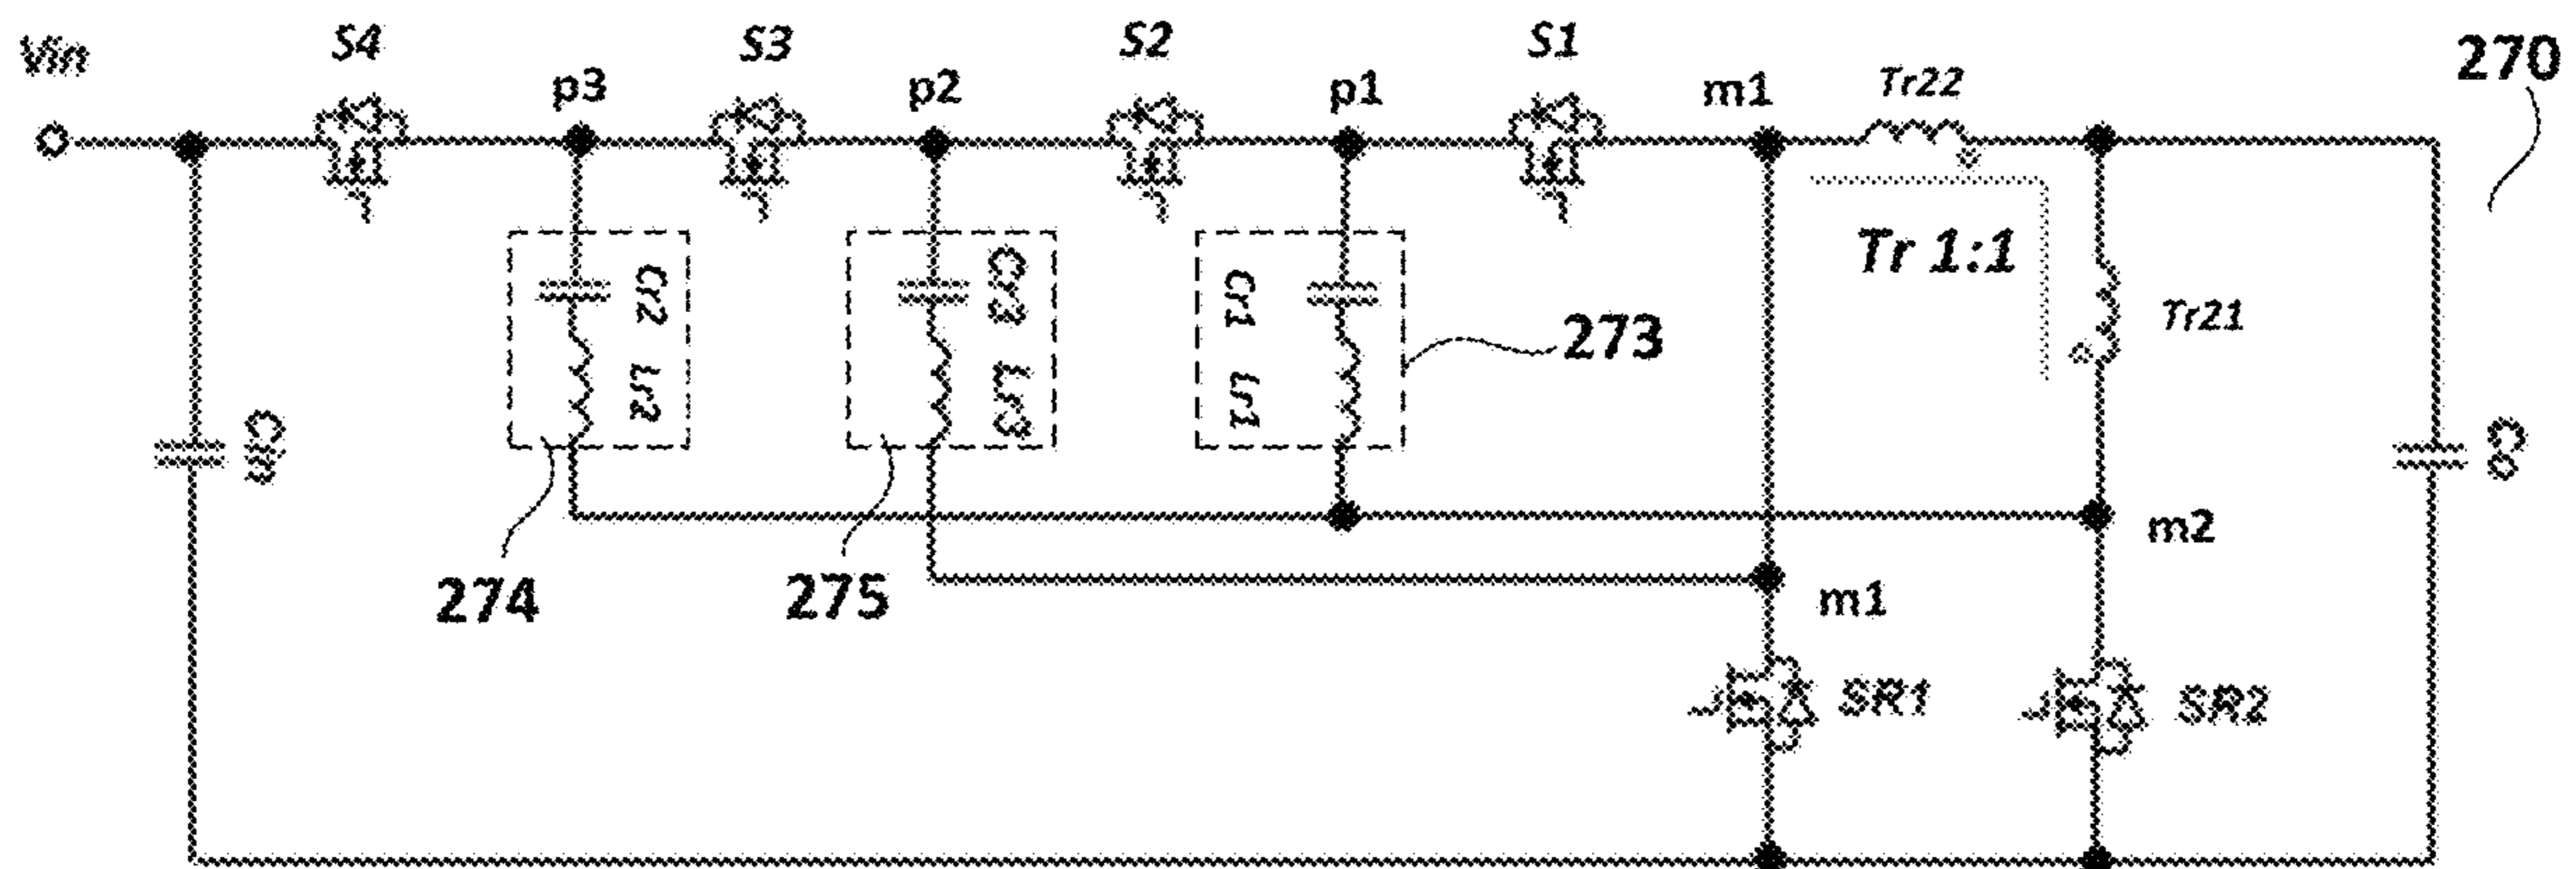 Vin
S4
S3
S2
S1
p3
p2
p1
m1
Tr22
270
Tr 1:1
Tr21
Cr2
Lr2
Cr3
Lr3
Cr1
Lr1
273
Cin
Co
m2
274
275
m1
SR1
SR2